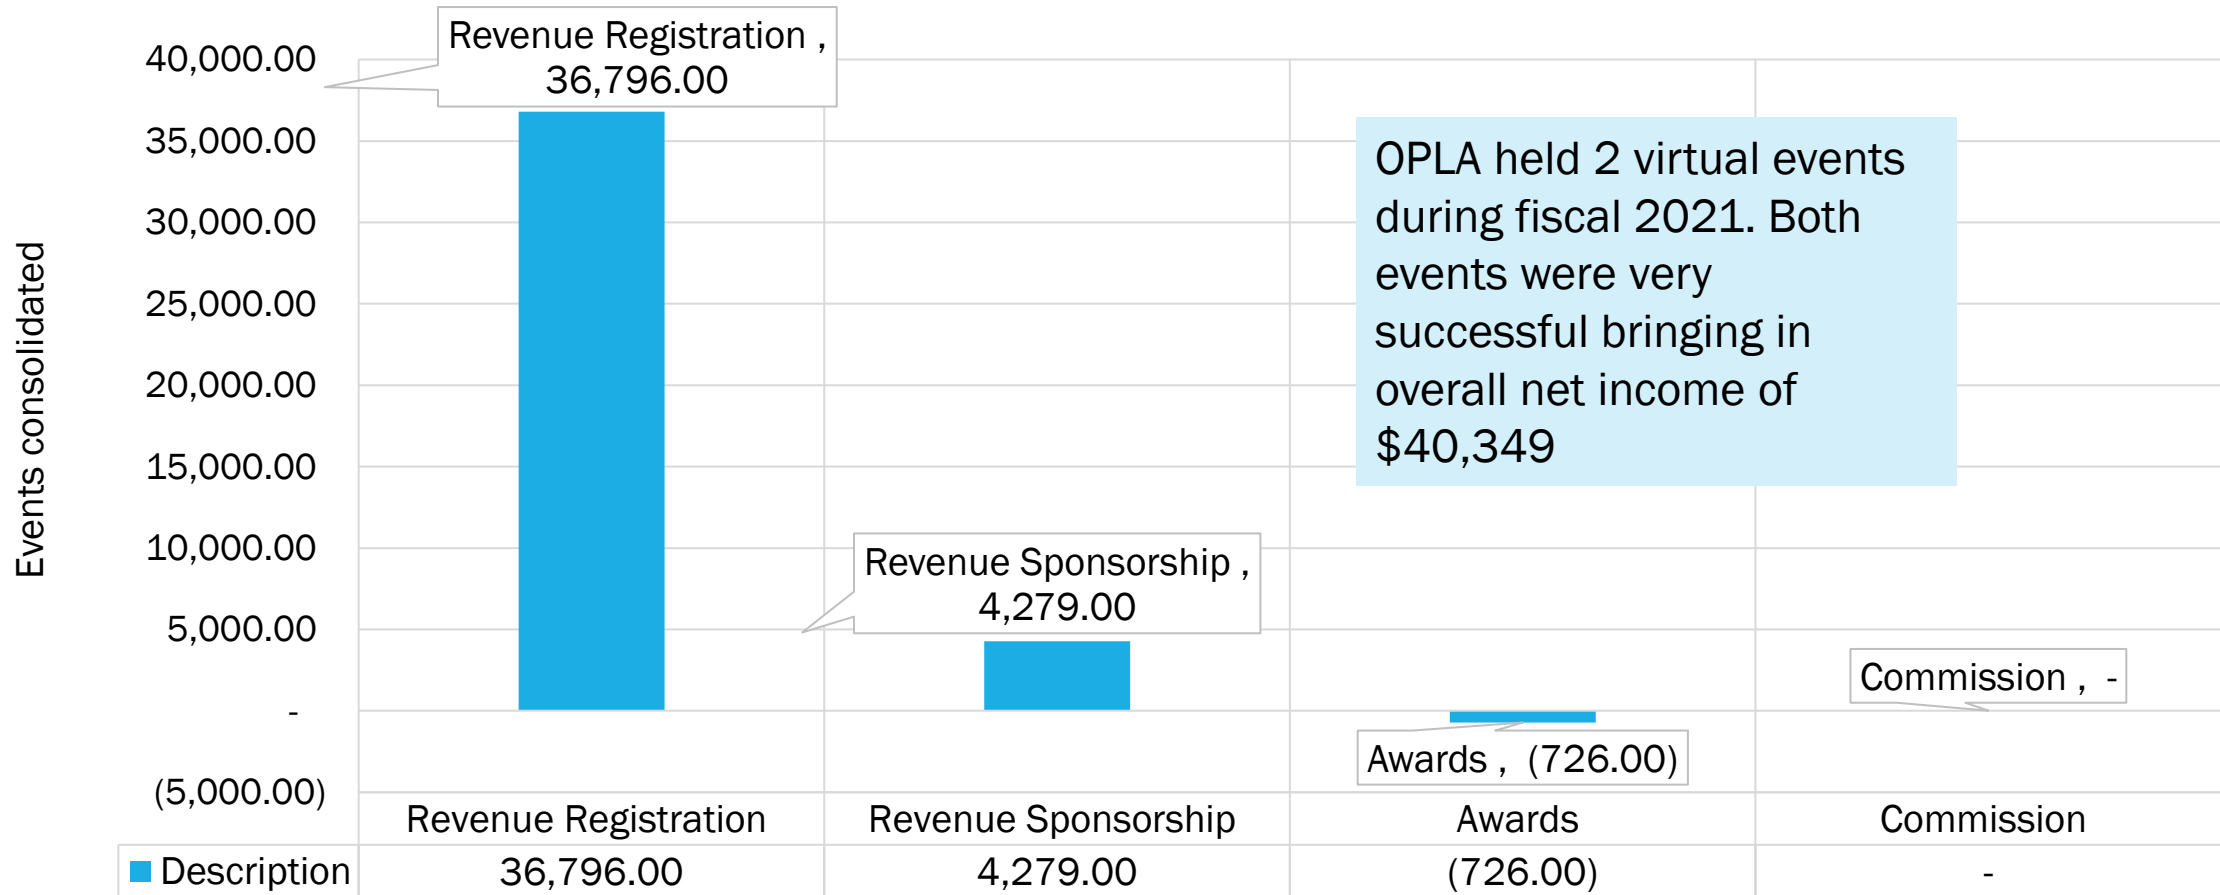 Revenue Registration ,
36,796.00
40,000.00
35,000.00
30,000.00
25,000.00
20,000.00
15,000.00
10,000.00
5,000.00
-
(5,000.00)
Events consolidated
OPLA held 2 virtual events
during fiscal 2021. Both
events were very
successful bringing in
overall net income of
$40,349
Revenue Sponsorship ,
4,279.00
Awards , (726.00)
Commission , -
Revenue Registration Revenue Sponsorship Awards Commission
Description 36,796.00 4,279.00 (726.00) -